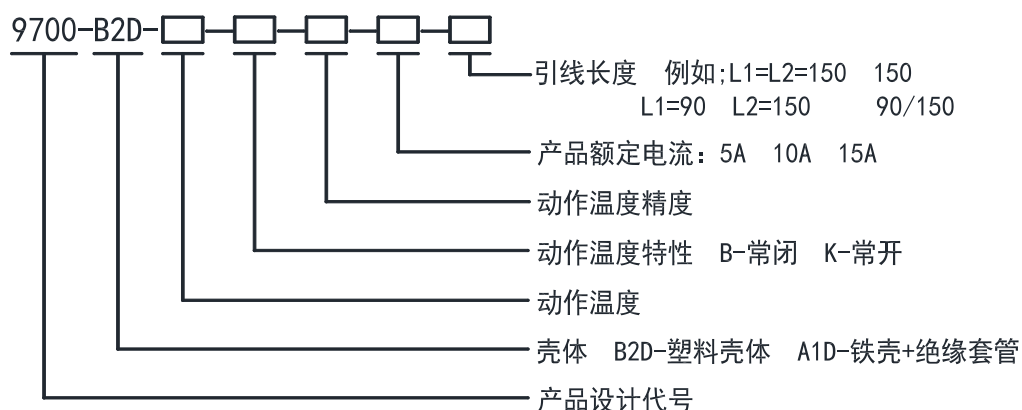 9700-B2D-□-□-□-□-□
引线长度 例如;L1=L2=150 150
L1=90 L2=150 90/150
产品额定电流: 5A 10A 15A
动作温度精度
动作温度特性 B-常闭 K-常开
动作温度
壳体 B2D-塑料壳体 A1D-铁壳+绝缘套管
产品设计代号